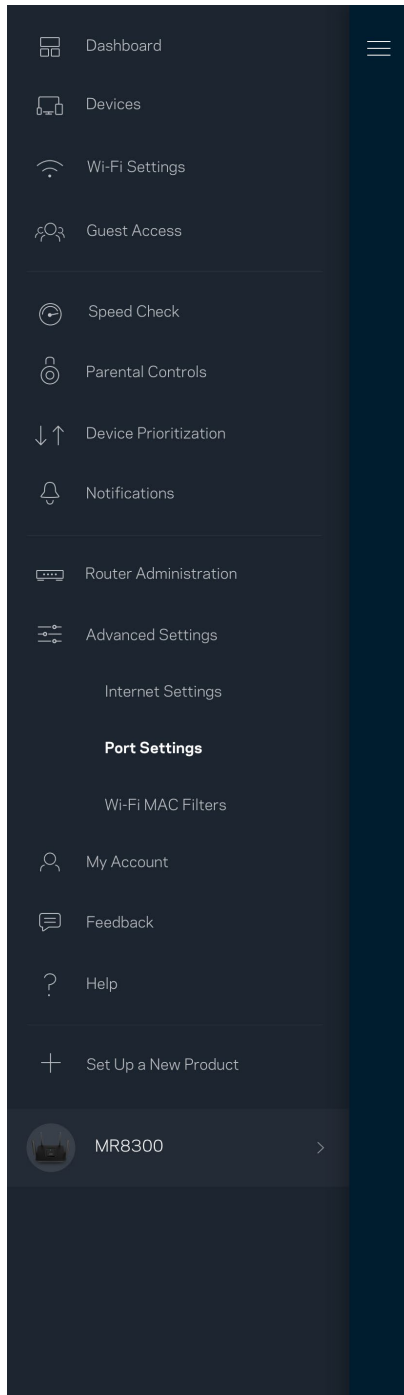 Dashboard
Devices
Wi-Fi Settings
Guest Access
Speed Check
Parental Controls
Device Prioritization
Notifications
Router Administration
Advanced Settings
Internet Settings
Port Settings
Wi-Fi MAC Filters
My Account
Feedback
Help
Set Up a New Product
MR8300